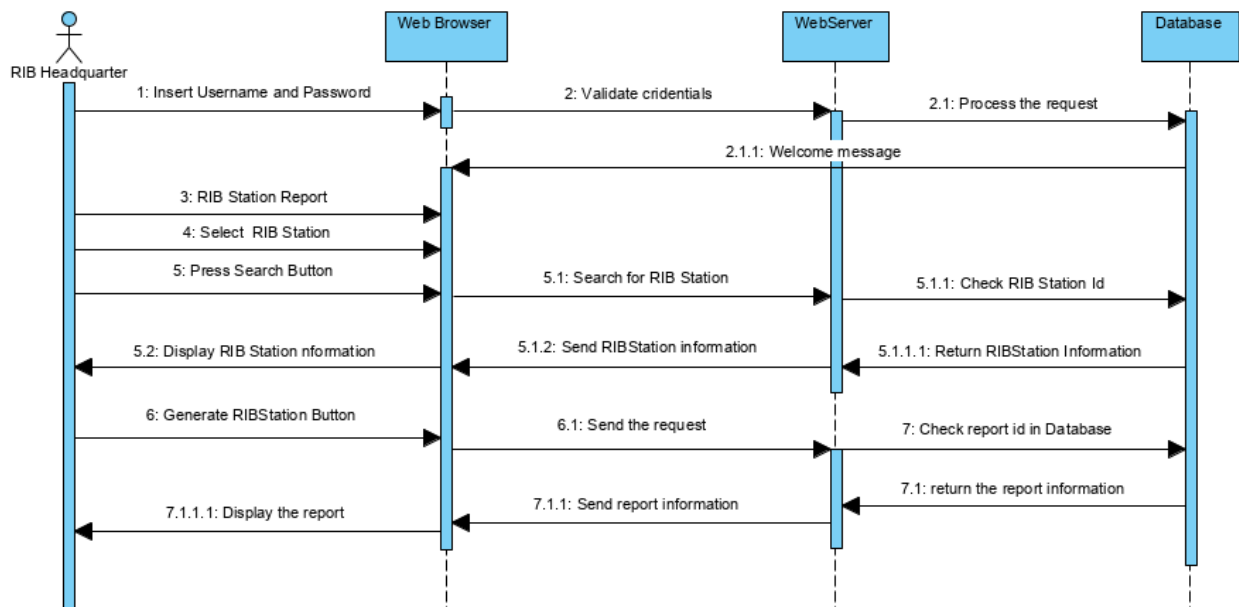 Web Browser
WebServer
Database
RIB Headquarter
1: Insert Username and Password
2: Validate cridentials
2.1: Process the request
2.1.1: Welcome message
3: RIB Station Report
4: Select RIB Station
5: Press Search Button
5.1: Search for RIB Station
5.1.1: Check RIB Station Id
5.2: Display RIB Station nformation
5.1.2: Send RIBStation information
5.1.1.1: Return RIBStation Information
6: Generate RIBStation Button
6.1: Send the request
7: Check report id in Database
7.1: return the report information
7.1.1: Send report information
7.1.1.1: Display the report